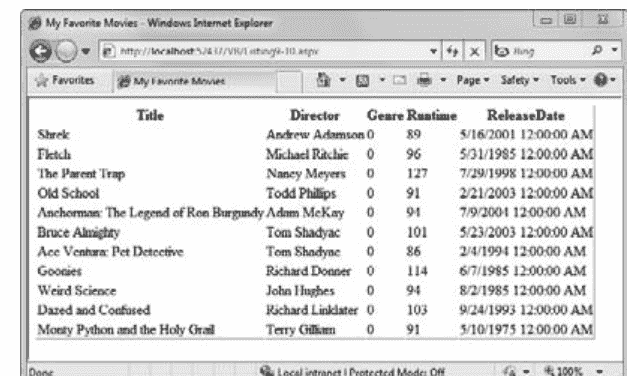 My Favorite Movies - Windows Internet Explorer
Bing
Favorites My Favorite Movies Page Safety Tools
Title Director Genre Runtime ReleaseDate
Shrek Andrew Adamson 0 89 5/16/2001 12:00:00 AM
Fletch Michael Ritchie 0 96 5/31/1985 12:00:00 AM
The Parent Trap Nancy Meyers 0 127 7/29/1998 12:00:00 AM
Old School Todd Phillips 0 91 2/21/2003 12:00:00 AM
Anchorman: The Legend of Ron Burgundy Adam McKay 0 94 7/9/2004 12:00:00 AM
Bruce Almighty Tom Shadyac 0 101 5/23/2003 12:00:00 AM
Ace Ventura: Pet Detective Tom Shadyac 0 86 2/4/1994 12:00:00 AM
Goonies Richard Donner 0 114 6/7/1985 12:00:00 AM
Weird Science John Hughes 0 94 8/2/1985 12:00:00 AM
Dazed and Confused Richard Linklater 0 103 9/24/1993 12:00:00 AM
Monty Python and the Holy Grail Terry Gilliam 0 91 5/10/1975 12:00:00 AM
Done Local intranet | Protected Mode: Off 100%